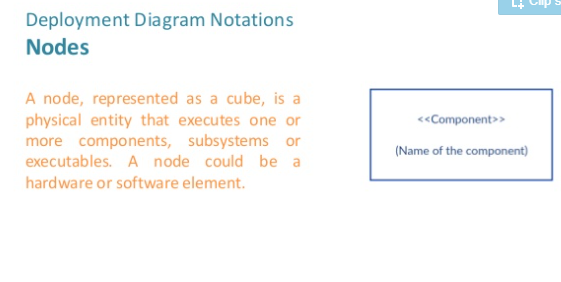 Deployment Diagram Notations
Nodes
A node, represented as a cube, is a
physical entity that executes one or
more components, subsystems or
executables. A node could be a
hardware or software element.
<<Component>>
(Name of the component)